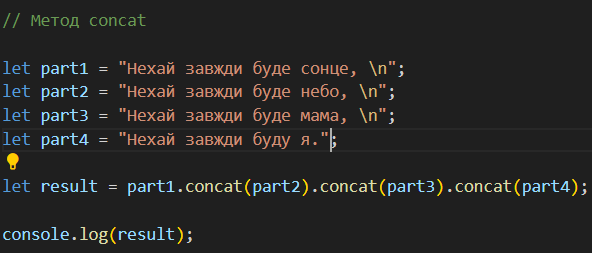 // Метод concat
let part1 = "Нехай завжди буде сонце, \n";
let part2 = "Нехай завжди буде небо, \n";
let part3 = "Нехай завжди буде мама, \n";
let part4 = "Нехай завжди буду я.";
let result = part1.concat(part2).concat(part3).concat(part4);
console.log(result);